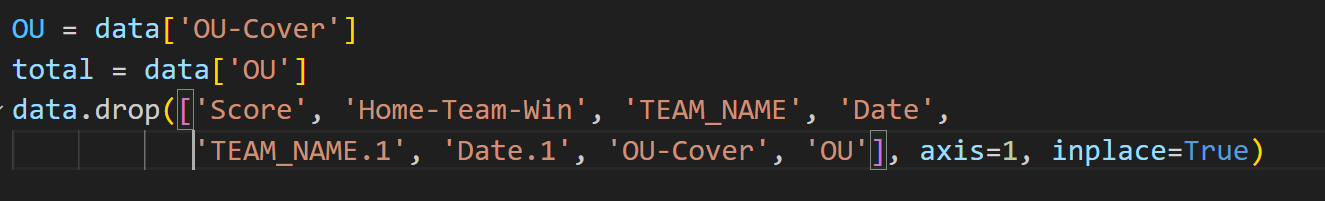 OU = data['OU-Cover']
total = data['OU']
data.drop(['Score', 'Home-Team-Win', 'TEAM_NAME', 'Date',
'TEAM_NAME.1', 'Date.1', 'OU-Cover', 'OU'], axis=1, inplace=True)